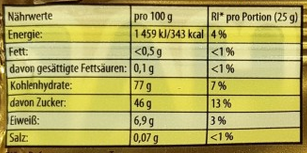 Nährwerte pro 100 g RI* pro Portion (25 g)
Energie: 1 459 kJ/343 kcal 4 %
Fett: <0,5 g <1 %
davon gesättigte Fettsäuren: 0,1 g <1 %
Kohlenhydrate: 77 g 7 %
davon Zucker: 46 g 13 %
Eiweiß: 6,9 g 3 %
Salz: 0,07 g <1 %